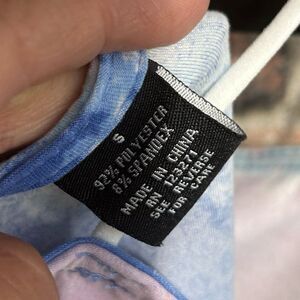 S
92% POLYESTER
8% SPANDEX
MADE IN CHINA
RN 123271
SEE REVERSE
FOR CARE